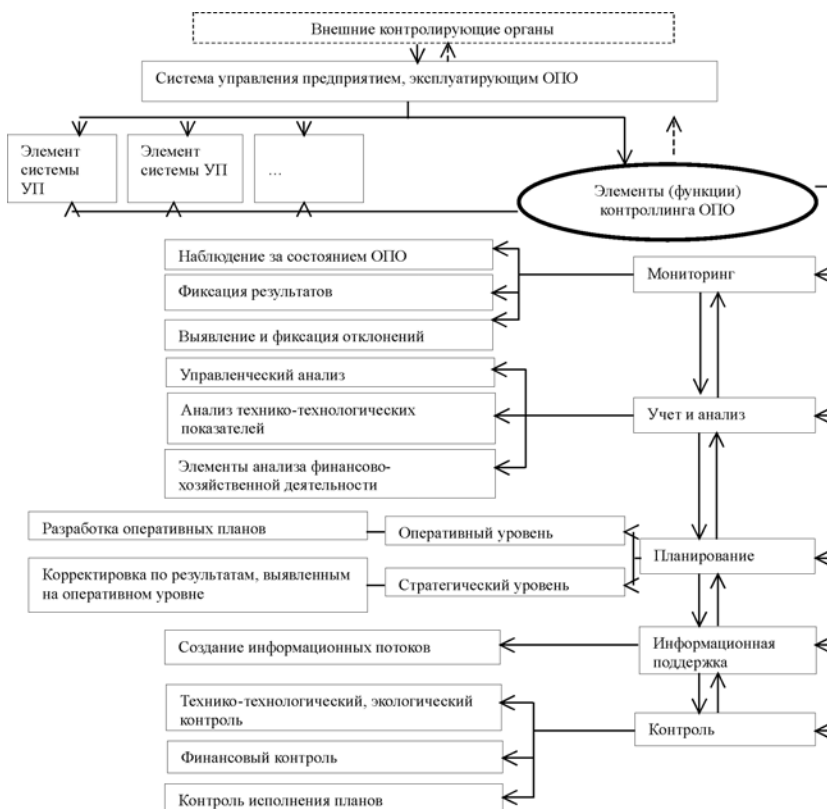 Внешние контролирующие органы
Система управления предприятием, эксплуатирующим ОПО
Элемент
системы
УП
Элемент
системы УП
...
Элементы (функции)
контроллинга ОПО
Наблюдение за состоянием ОПО
Мониторинг
Фиксация результатов
Выявление и фиксация отклонений
Управленческий анализ
Анализ технико-технологических
показателей
Учет и анализ
Элементы анализа финансово-
хозяйственной деятельности
Разработка оперативных планов
Оперативный уровень
Планирование
Корректировка по результатам, выявленным
на оперативном уровне
Стратегический уровень
Создание информационных потоков
Информационная
поддержка
Технико-технологический, экологический
контроль
Контроль
Финансовый контроль
Контроль исполнения планов